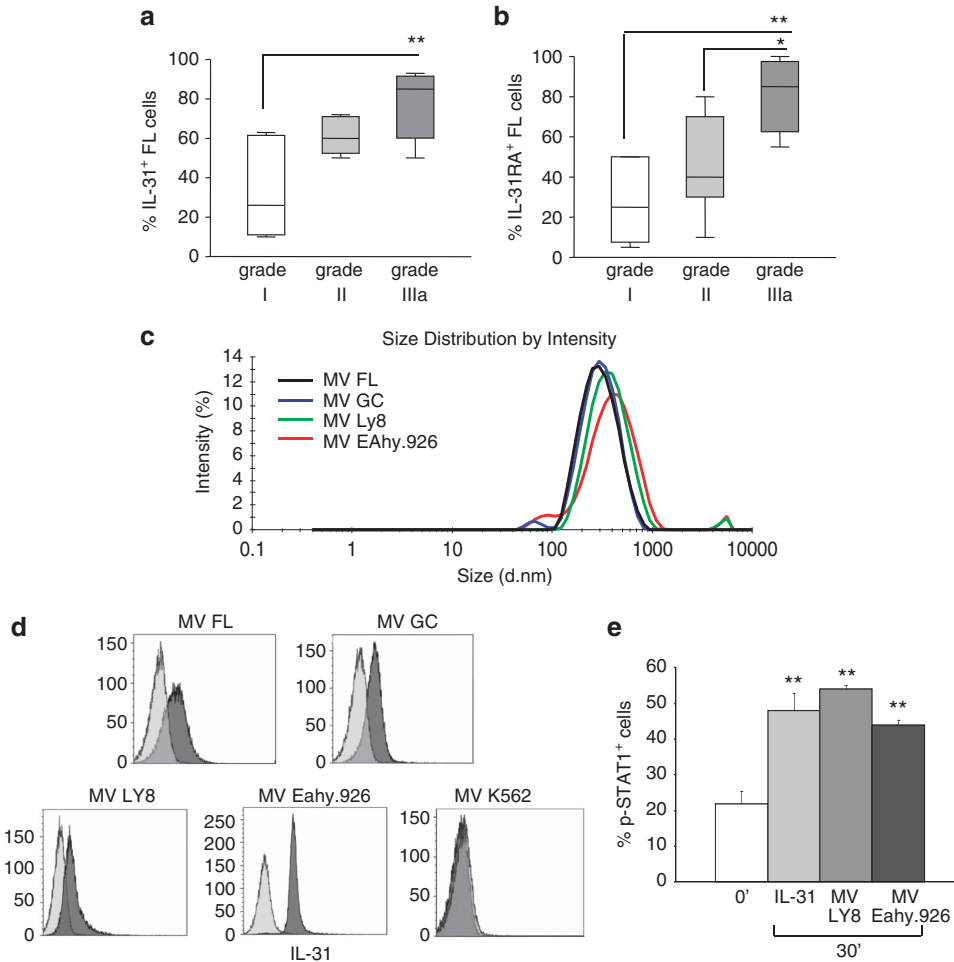 a
**
100
80
60
40
20
0
% IL-31+ FL cells
grade I
grade II
grade IIIa
b
**
*
100
80
60
40
20
0
% IL-31RA+ FL cells
grade I
grade II
grade IIIa
c
Size Distribution by Intensity
14
12
10
8
6
4
2
0
Intensity (%)
MV FL
MV GC
MV Ly8
MV EAhy.926
0.1
1
10
100
1000
10000
Size (d.nm)
d
MV FL
150
100
50
0
MV GC
150
100
50
0
MV LY8
150
100
50
0
MV Eahy.926
250
200
150
100
50
0
MV K562
150
100
50
0
IL-31
e
60
50
40
30
20
10
0
% p-STAT1+ cells
**
**
**
0'
IL-31
MV LY8
MV Eahy.926
30'